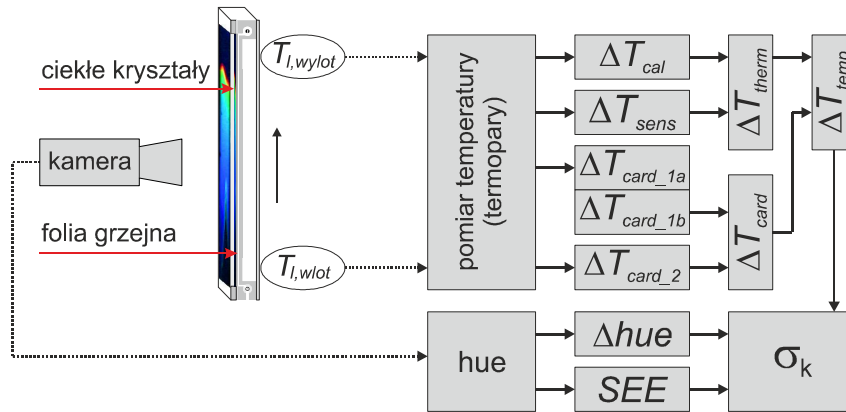 ciekłe kryształy
kamera
folia grzejna
T_l,wylot
T_l,wlot
pomiar temperatury
(termopary)
ΔT_cal
ΔT_sens
ΔT_card_1a
ΔT_card_1b
ΔT_card_2
ΔT_therm
ΔT_card
ΔT_temp
hue
Δhue
SEE
σ_k